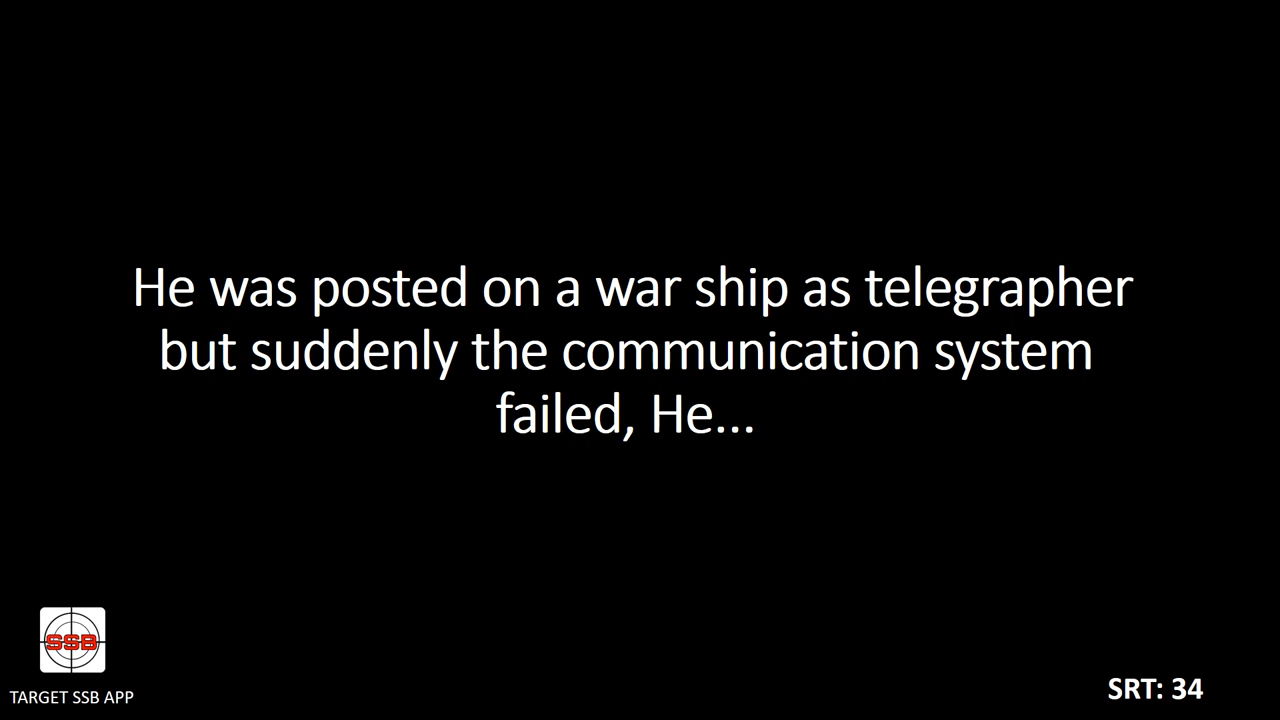 He was posted on a war ship as telegrapher
but suddenly the communication system
failed, He...
SSB
TARGET SSB APP
SRT: 34